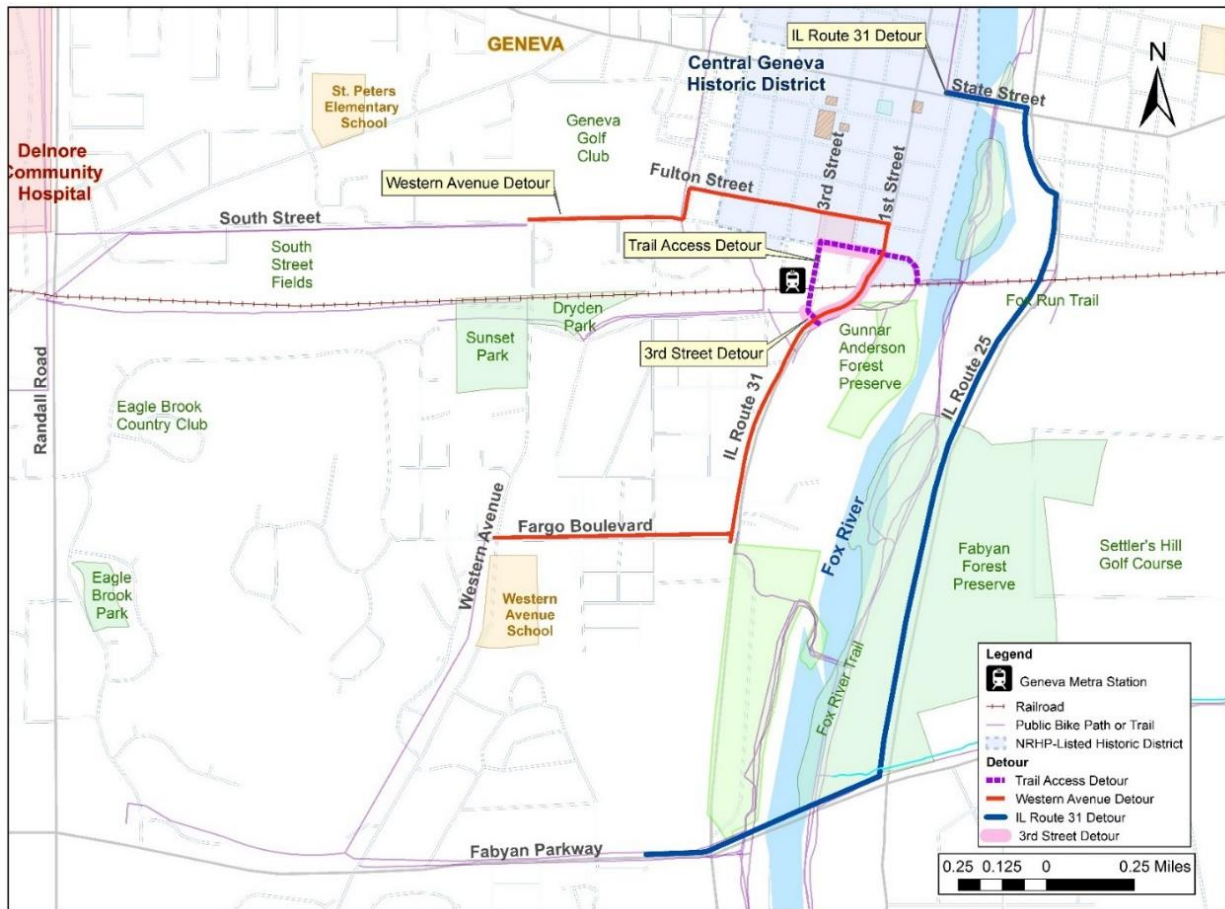 IL Route 31 Detour
N
GENEVA
Central Geneva
Historic District
State Street
St. Peters
Elementary
School
Geneva
Golf
Club
Delnore
Community
Hospital
Western Avenue Detour
Fulton Street
3rd Street
1st Street
South Street
Trail Access Detour
South
Street
Fields
Fox Run Trail
Dryden
Park
Sunset
Park
3rd Street Detour
Gunnar
Anderson
Forest
Preserve
Randall Road
IL Route 31
IL Route 25
Eagle Brook
Country Club
Fargo Boulevard
Western Avenue
Fox River
Fabyan
Forest
Preserve
Settler's Hill
Golf Course
Eagle
Brook
Park
Western
Avenue
School
Fox River Trail
Fabyan Parkway
Legend
Geneva Metra Station
Railroad
Public Bike Path or Trail
NRHP-Listed Historic District
Detour
Trail Access Detour
Western Avenue Detour
IL Route 31 Detour
3rd Street Detour
0.25 0.125 0 0.25 Miles